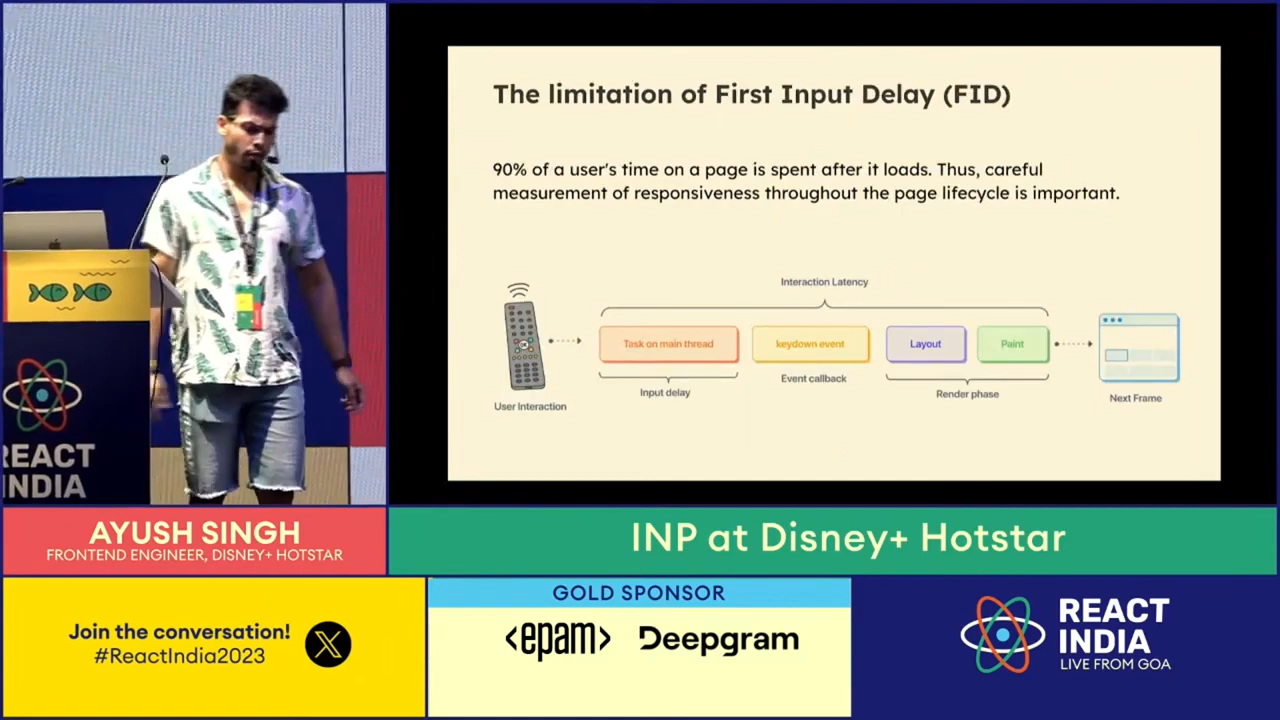 The limitation of First Input Delay (FID)
90% of a user's time on a page is spent after it loads. Thus, careful
measurement of responsiveness throughout the page lifecycle is important.
Interaction Latency
Task on main thread
keydown event
Layout
Paint
Input delay
Event callback
Render phase
User Interaction
Next Frame
OK
REACT
INDIA
AYUSH SINGH
FRONTEND ENGINEER, DISNEY+ HOTSTAR
INP at Disney+ Hotstar
Join the conversation!
#ReactIndia2023
X
GOLD SPONSOR
<epam>
Deepgram
REACT
INDIA
LIVE FROM GOA